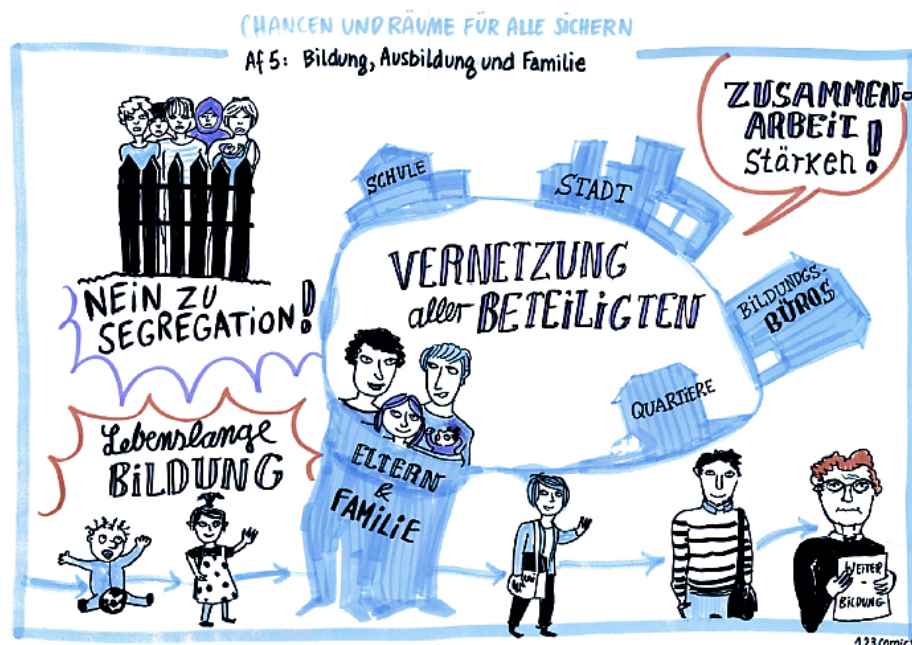 CHANCEN UND RÄUME FÜR ALLE SICHERN
Af 5: Bildung, Ausbildung und Familie
ZUSAMMEN-
ARBEIT
stärken!
SCHULE
STADT
BILDUNGS-
BÜROS
VERNETZUNG
aller BETEILIGTEN
QUARTIERE
NEIN ZU
SEGREGATION!
Lebenslange
BILDUNG
ELTERN
&
FAMILIE
WEITER
-
BILDUNG
123comics